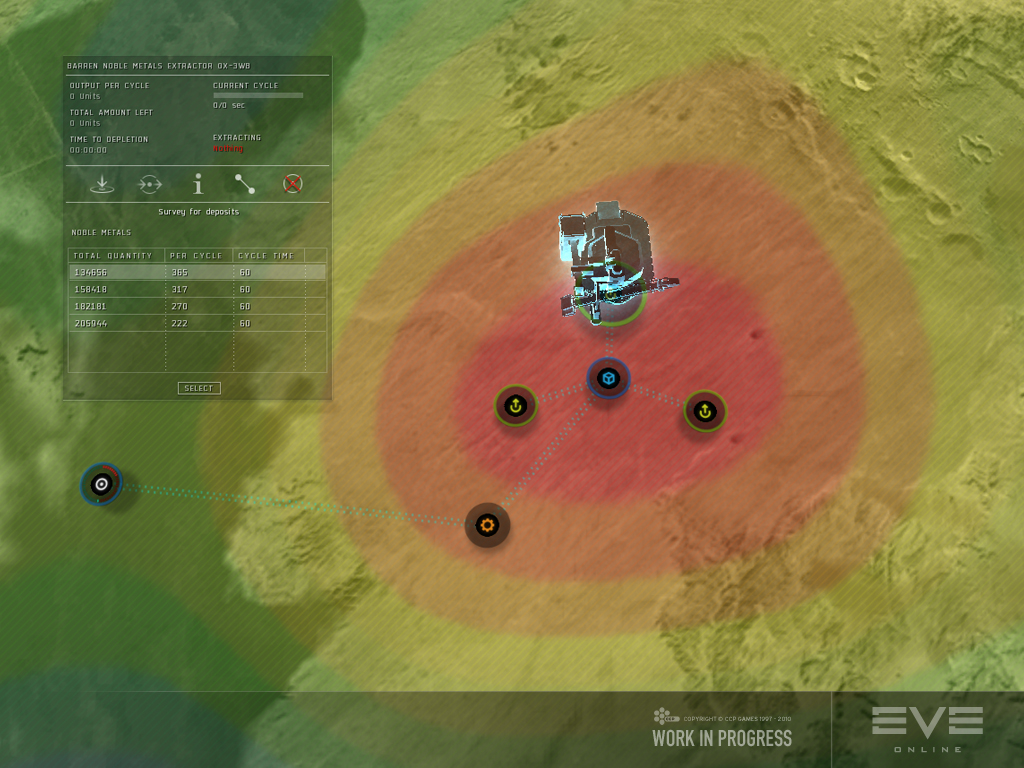 BARREN NOBLE METALS EXTRACTOR OX-3WB
OUTPUT PER CYCLE
0 Units
TOTAL AMOUNT LEFT
0 Units
TIME TO DEPLETION
00:00:00
CURRENT CYCLE
0/0 sec
EXTRACTING
Nothing
Survey for deposits
NOBLE METALS
TOTAL QUANTITY PER CYCLE CYCLE TIME
134656 365 60
158418 317 60
182181 270 60
205944 222 60
SELECT
COPYRIGHT © CCP GAMES 1997 - 2010
WORK IN PROGRESS
EVE
ONLINE